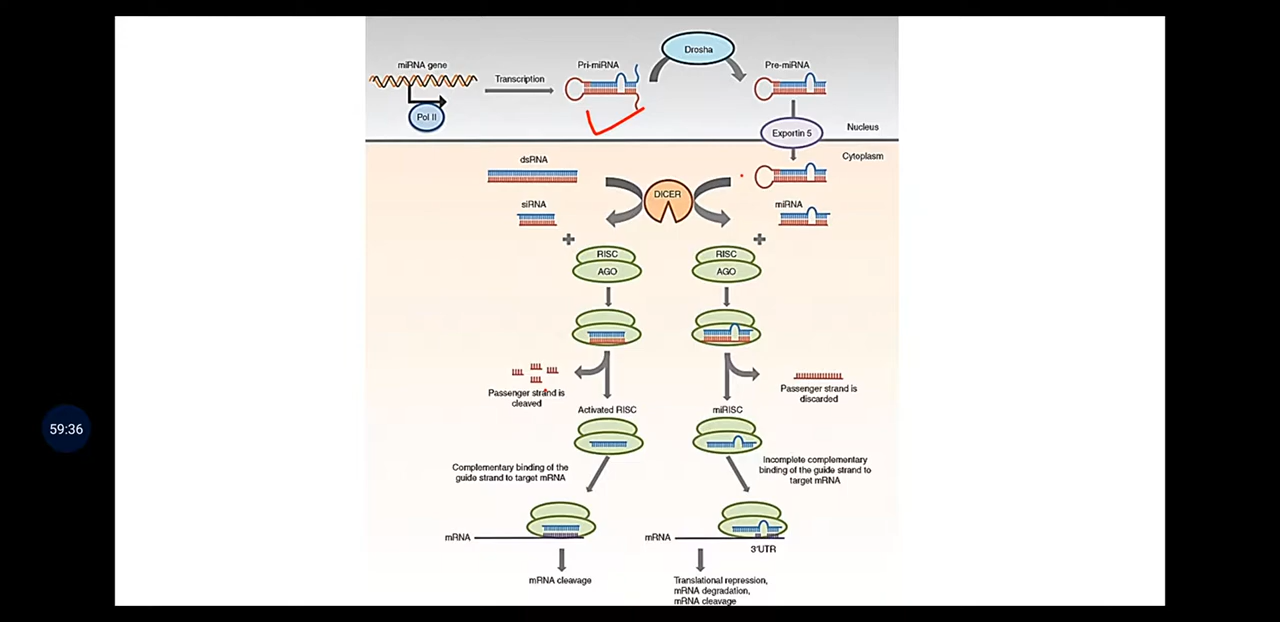 Drosha
miRNA gene
Pri-miRNA
Pre-miRNA
Transcription
Pol II
Exportin 5
Nucleus
Cytoplasm
dsRNA
DICER
siRNA
miRNA
RISC
AGO
RISC
AGO
Passenger strand is
cleaved
Passenger strand is
discarded
Activated RISC
miRISC
59:36
Complementary binding of the
guide strand to target mRNA
Incomplete complementary
binding of the guide strand to
target mRNA
mRNA
mRNA
3'UTR
mRNA cleavage
Translational repression,
mRNA degradation,
mRNA cleavage